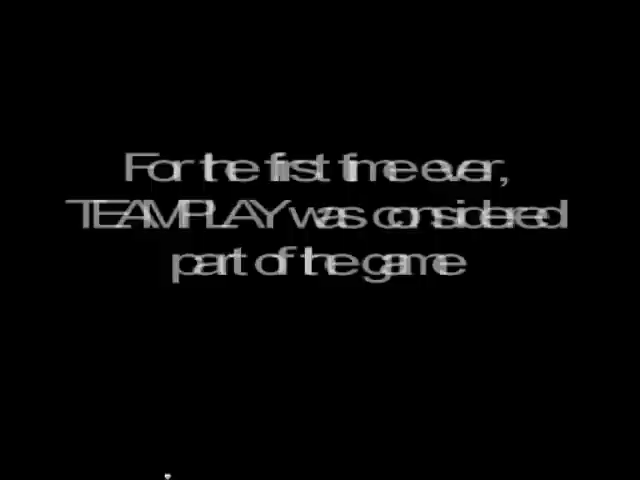 For the first time ever,
TEAMPLAY was considered
part of the game